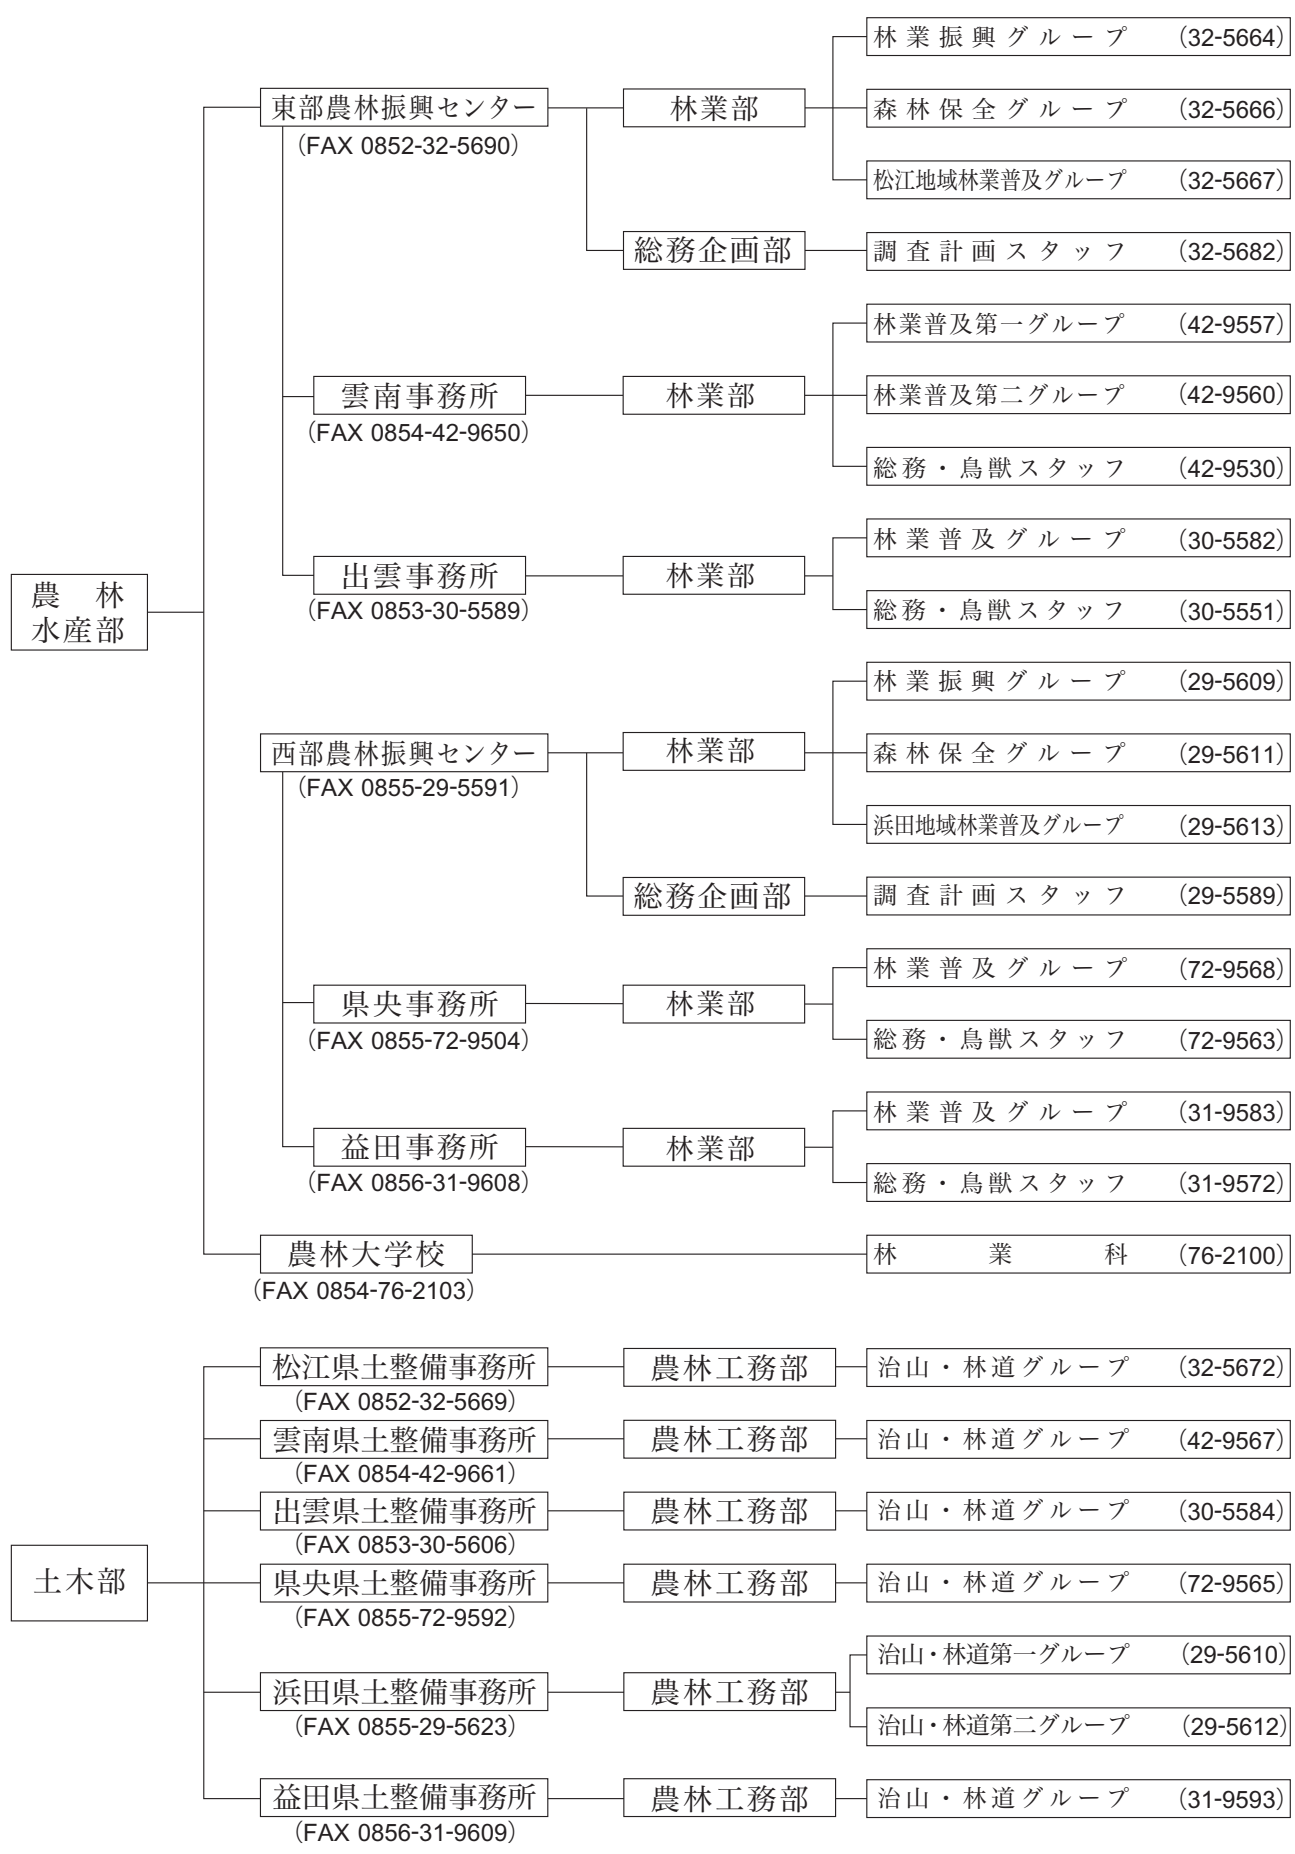 林業振興グループ (32-5664)
東部農林振興センター 林業部 森林保全グループ (32-5666)
(FAX 0852-32-5690)
松江地域林業普及グループ (32-5667)
総務企画部 調査計画スタッフ (32-5682)
林業普及第一グループ (42-9557)
雲南事務所 林業部 林業普及第二グループ (42-9560)
(FAX 0854-42-9650)
総務・鳥獣スタッフ (42-9530)
林業普及グループ (30-5582)
出雲事務所 林業部
(FAX 0853-30-5589)
総務・鳥獣スタッフ (30-5551)
農林
水産部
林業振興グループ (29-5609)
西部農林振興センター 林業部 森林保全グループ (29-5611)
(FAX 0855-29-5591)
浜田地域林業普及グループ (29-5613)
総務企画部 調査計画スタッフ (29-5589)
林業普及グループ (72-9568)
県央事務所 林業部
(FAX 0855-72-9504)
総務・鳥獣スタッフ (72-9563)
林業普及グループ (31-9583)
益田事務所 林業部
(FAX 0856-31-9608)
総務・鳥獣スタッフ (31-9572)
農林大学校 林業科 (76-2100)
(FAX 0854-76-2103)
松江県土整備事務所 農林工務部 治山・林道グループ (32-5672)
(FAX 0852-32-5669)
雲南県土整備事務所 農林工務部 治山・林道グループ (42-9567)
(FAX 0854-42-9661)
出雲県土整備事務所 農林工務部 治山・林道グループ (30-5584)
(FAX 0853-30-5606)
土木部 県央県土整備事務所 農林工務部 治山・林道グループ (72-9565)
(FAX 0855-72-9592)
治山・林道第一グループ (29-5610)
浜田県土整備事務所 農林工務部
(FAX 0855-29-5623)
治山・林道第二グループ (29-5612)
益田県土整備事務所 農林工務部 治山・林道グループ (31-9593)
(FAX 0856-31-9609)